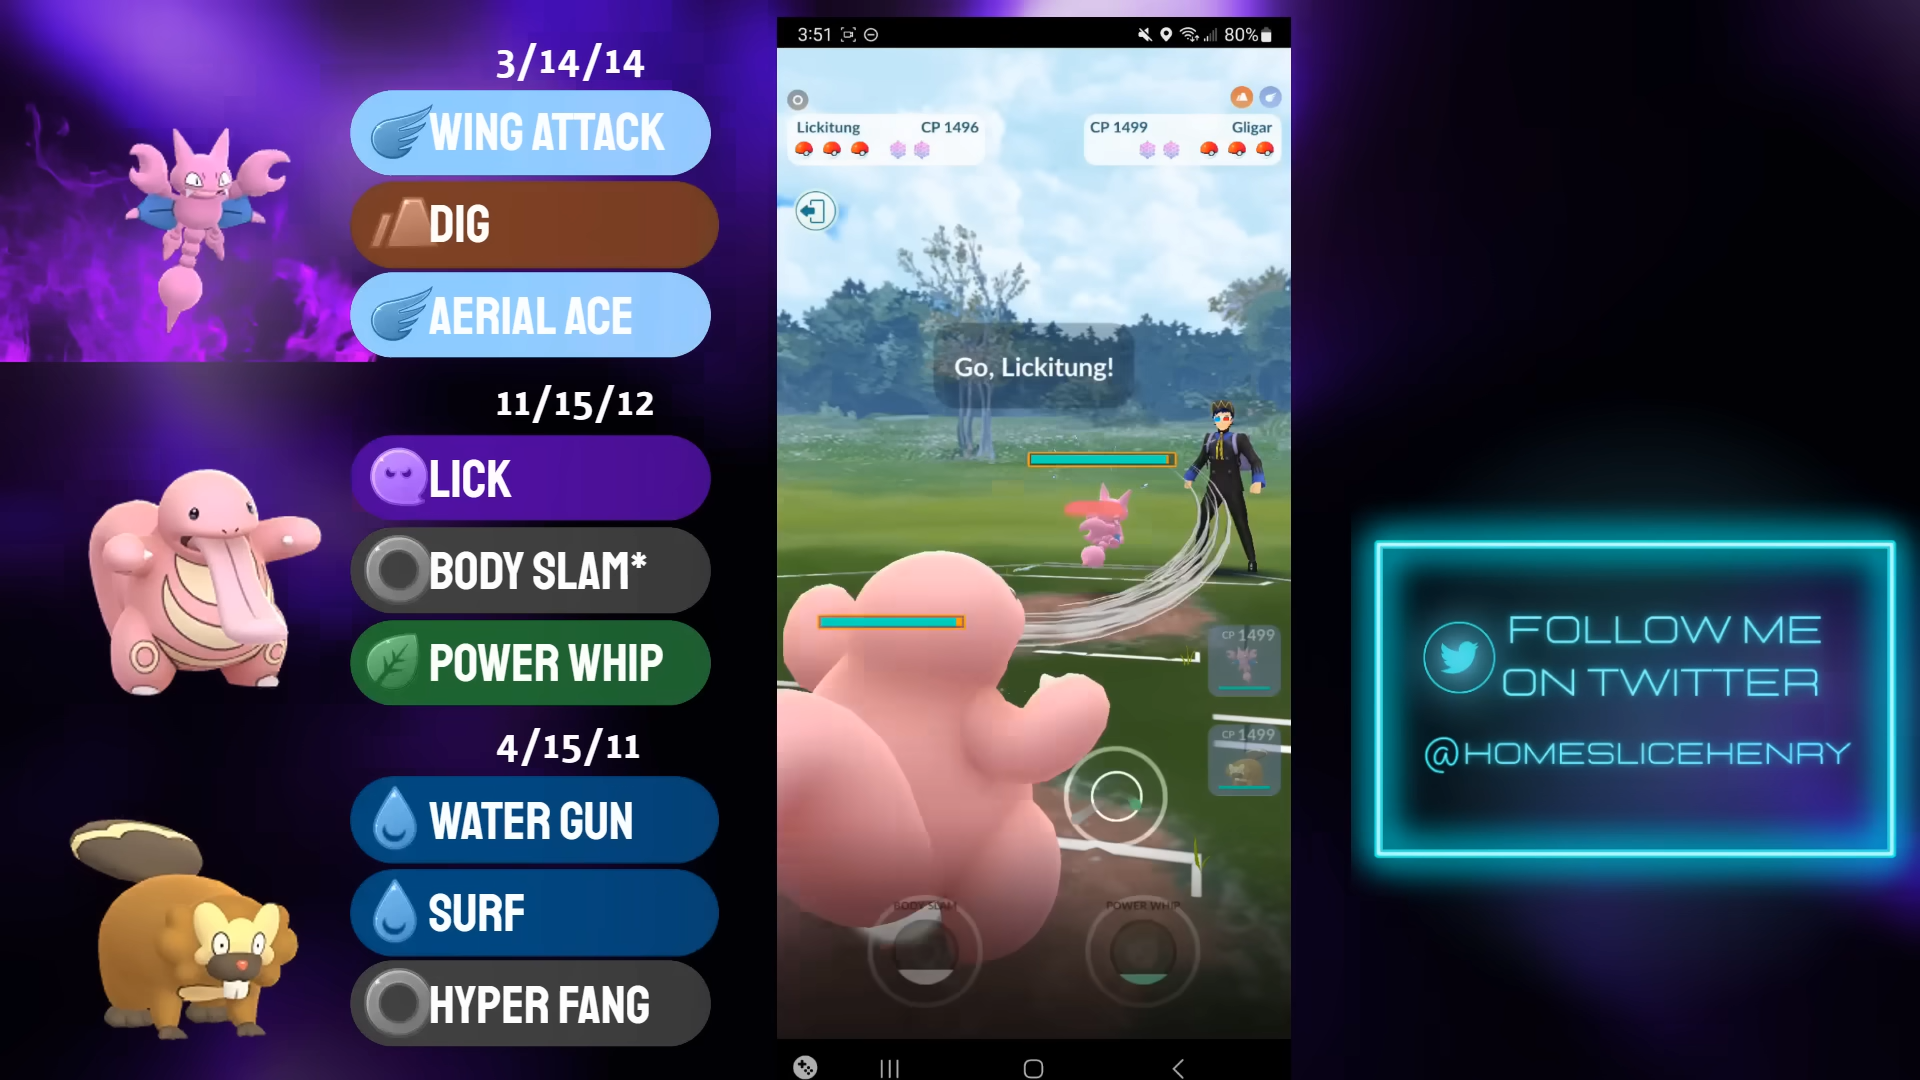 3/14/14
WING ATTACK
DIG
AERIAL ACE
11/15/12
LICK
BODY SLAM*
POWER WHIP
4/15/11
WATER GUN
SURF
HYPER FANG
3:51
80%
Lickitung CP 1496
CP 1499 Gligar
Go, Lickitung!
CP 1499
CP 1499
BODY SLAM
POWER WHIP
FOLLOW ME
ON TWITTER
@HOMESLICEHENRY